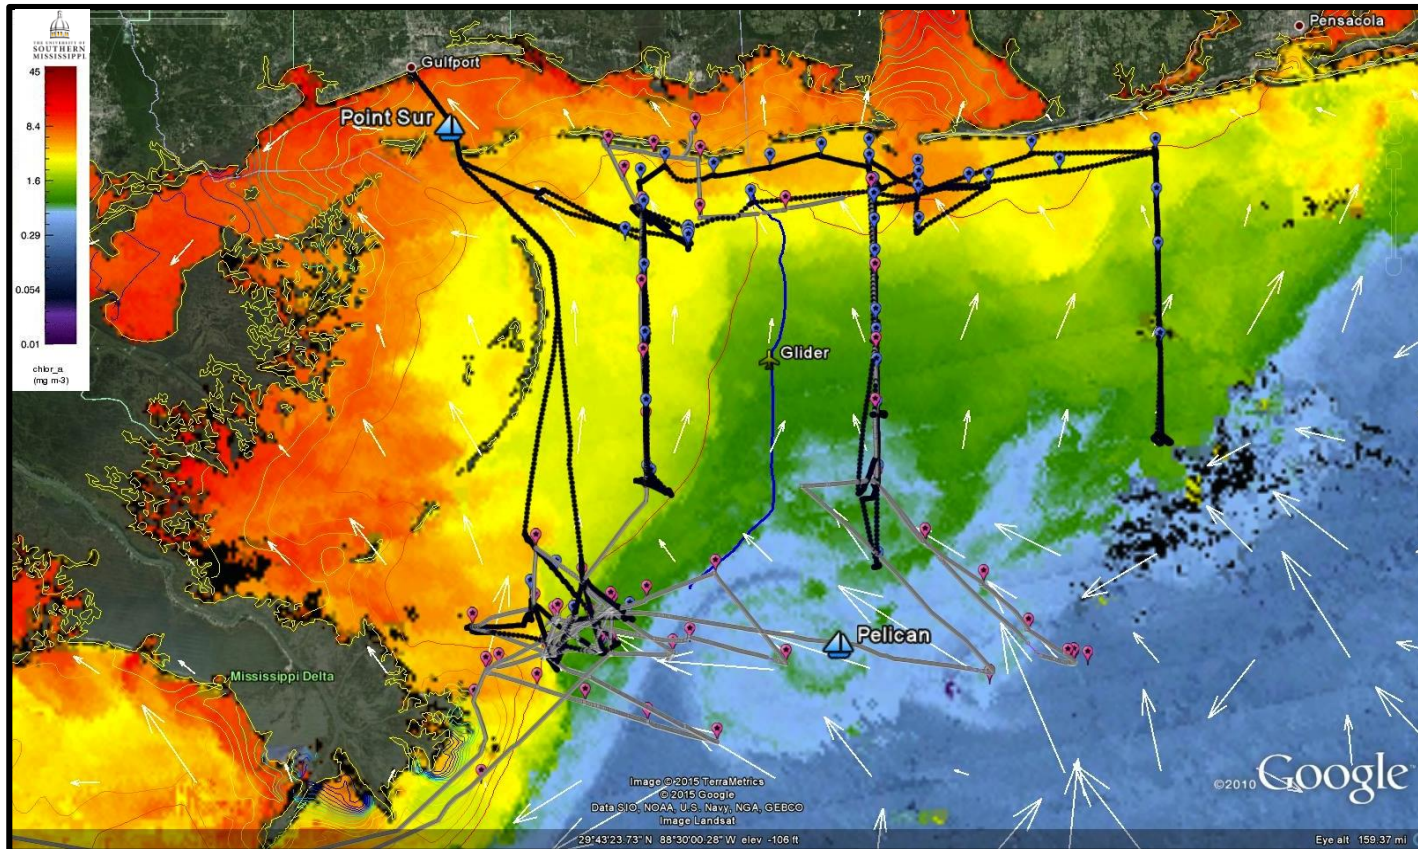 THE UNIVERSITY OF
SOUTHERN
MISSISSIPPI
45
8.4
1.6
0.29
0.054
0.01
chlor_a
(mg m-3)
Pensacola
Gulfport
Point Sur
Glider
Pelican
Mississippi Delta
Image © 2015 TerraMetrics
© 2015 Google
Data SIO, NOAA, U.S. Navy, NGA, GEBCO
Image Landsat
©2010 Google
29°43'23.73" N 88°30'00.28" W elev -106 ft
Eye alt 159.37 mi